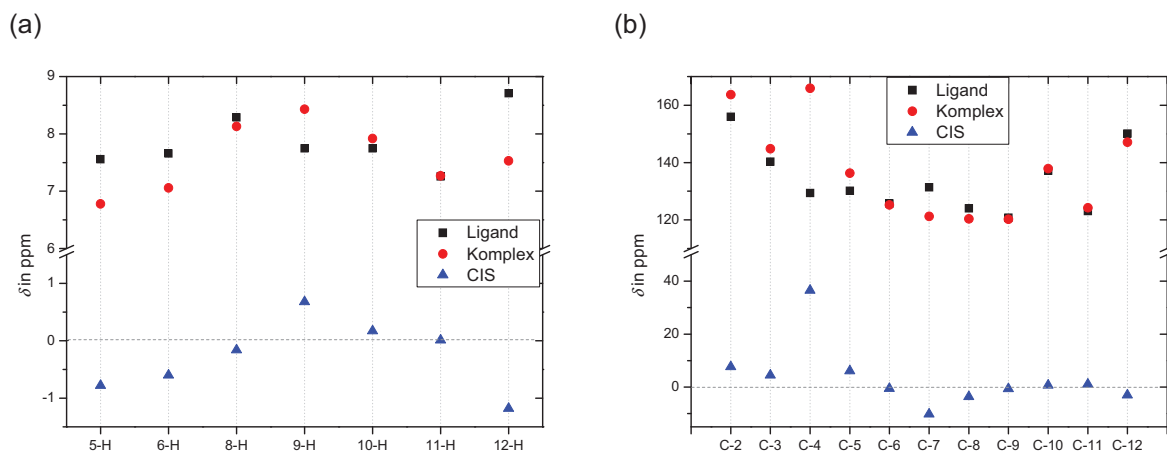 (a)
δ in ppm
9
8
7
6
1
0
-1
Ligand
Komplex
CIS
5-H 6-H 8-H 9-H 10-H 11-H 12-H
(b)
δ in ppm
160
140
120
40
20
0
Ligand
Komplex
CIS
C-2 C-3 C-4 C-5 C-6 C-7 C-8 C-9 C-10 C-11 C-12